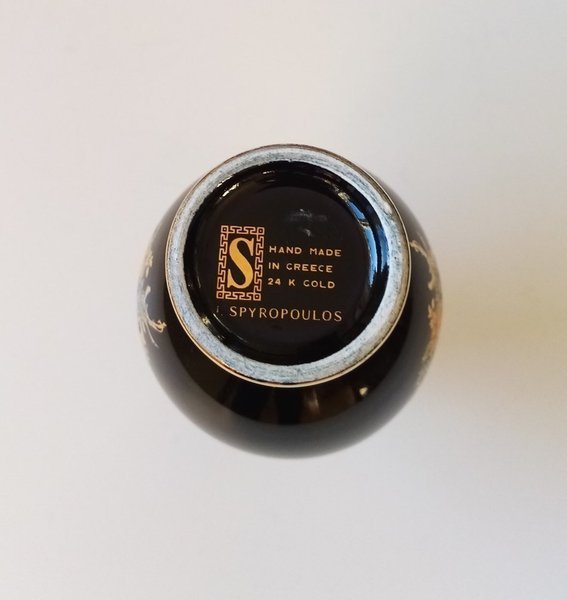 S
HAND MADE
IN GREECE
24 K GOLD
SPYROPOULOS